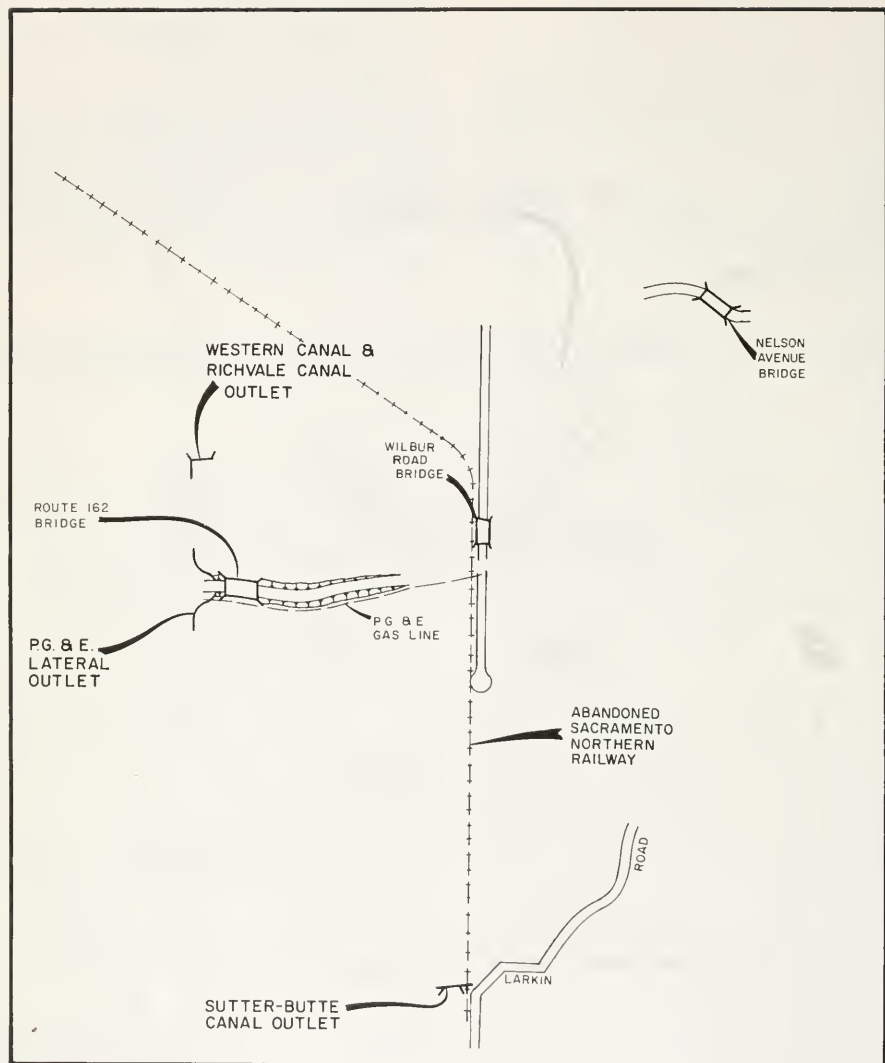 WESTERN CANAL &
RICHVALE CANAL
OUTLET
NELSON
AVENUE
BRIDGE
WILBUR
ROAD
BRIDGE
ROUTE 162
BRIDGE
P.G. & E.
GAS LINE
P.G. & E.
LATERAL
OUTLET
ABANDONED
SACRAMENTO
NORTHERN
RAILWAY
ROAD
LARKIN
SUTTER-BUTTE
CANAL OUTLET